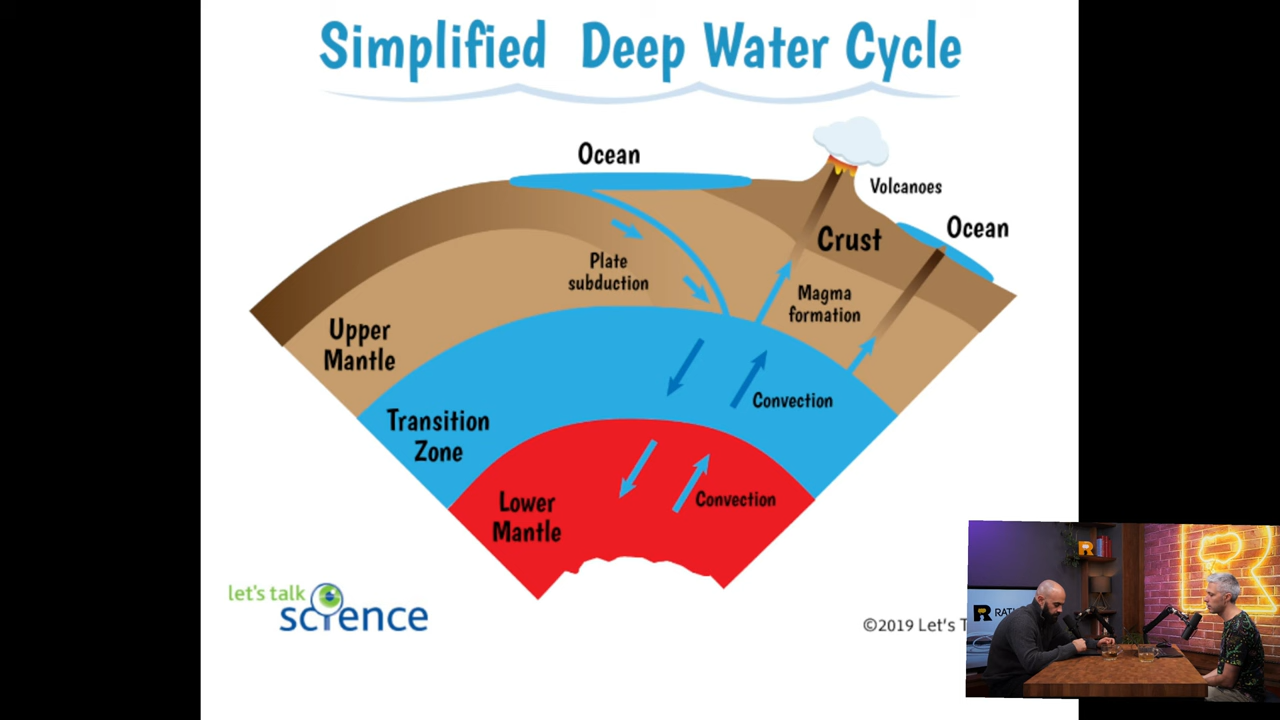 Simplified Deep Water Cycle
Ocean
Volcanoes
Ocean
Crust
Plate
subduction
Magma
formation
Upper
Mantle
Convection
Transition
Zone
Convection
Lower
Mantle
let's talk
science
©2019 Let's T
R RAT
R
R